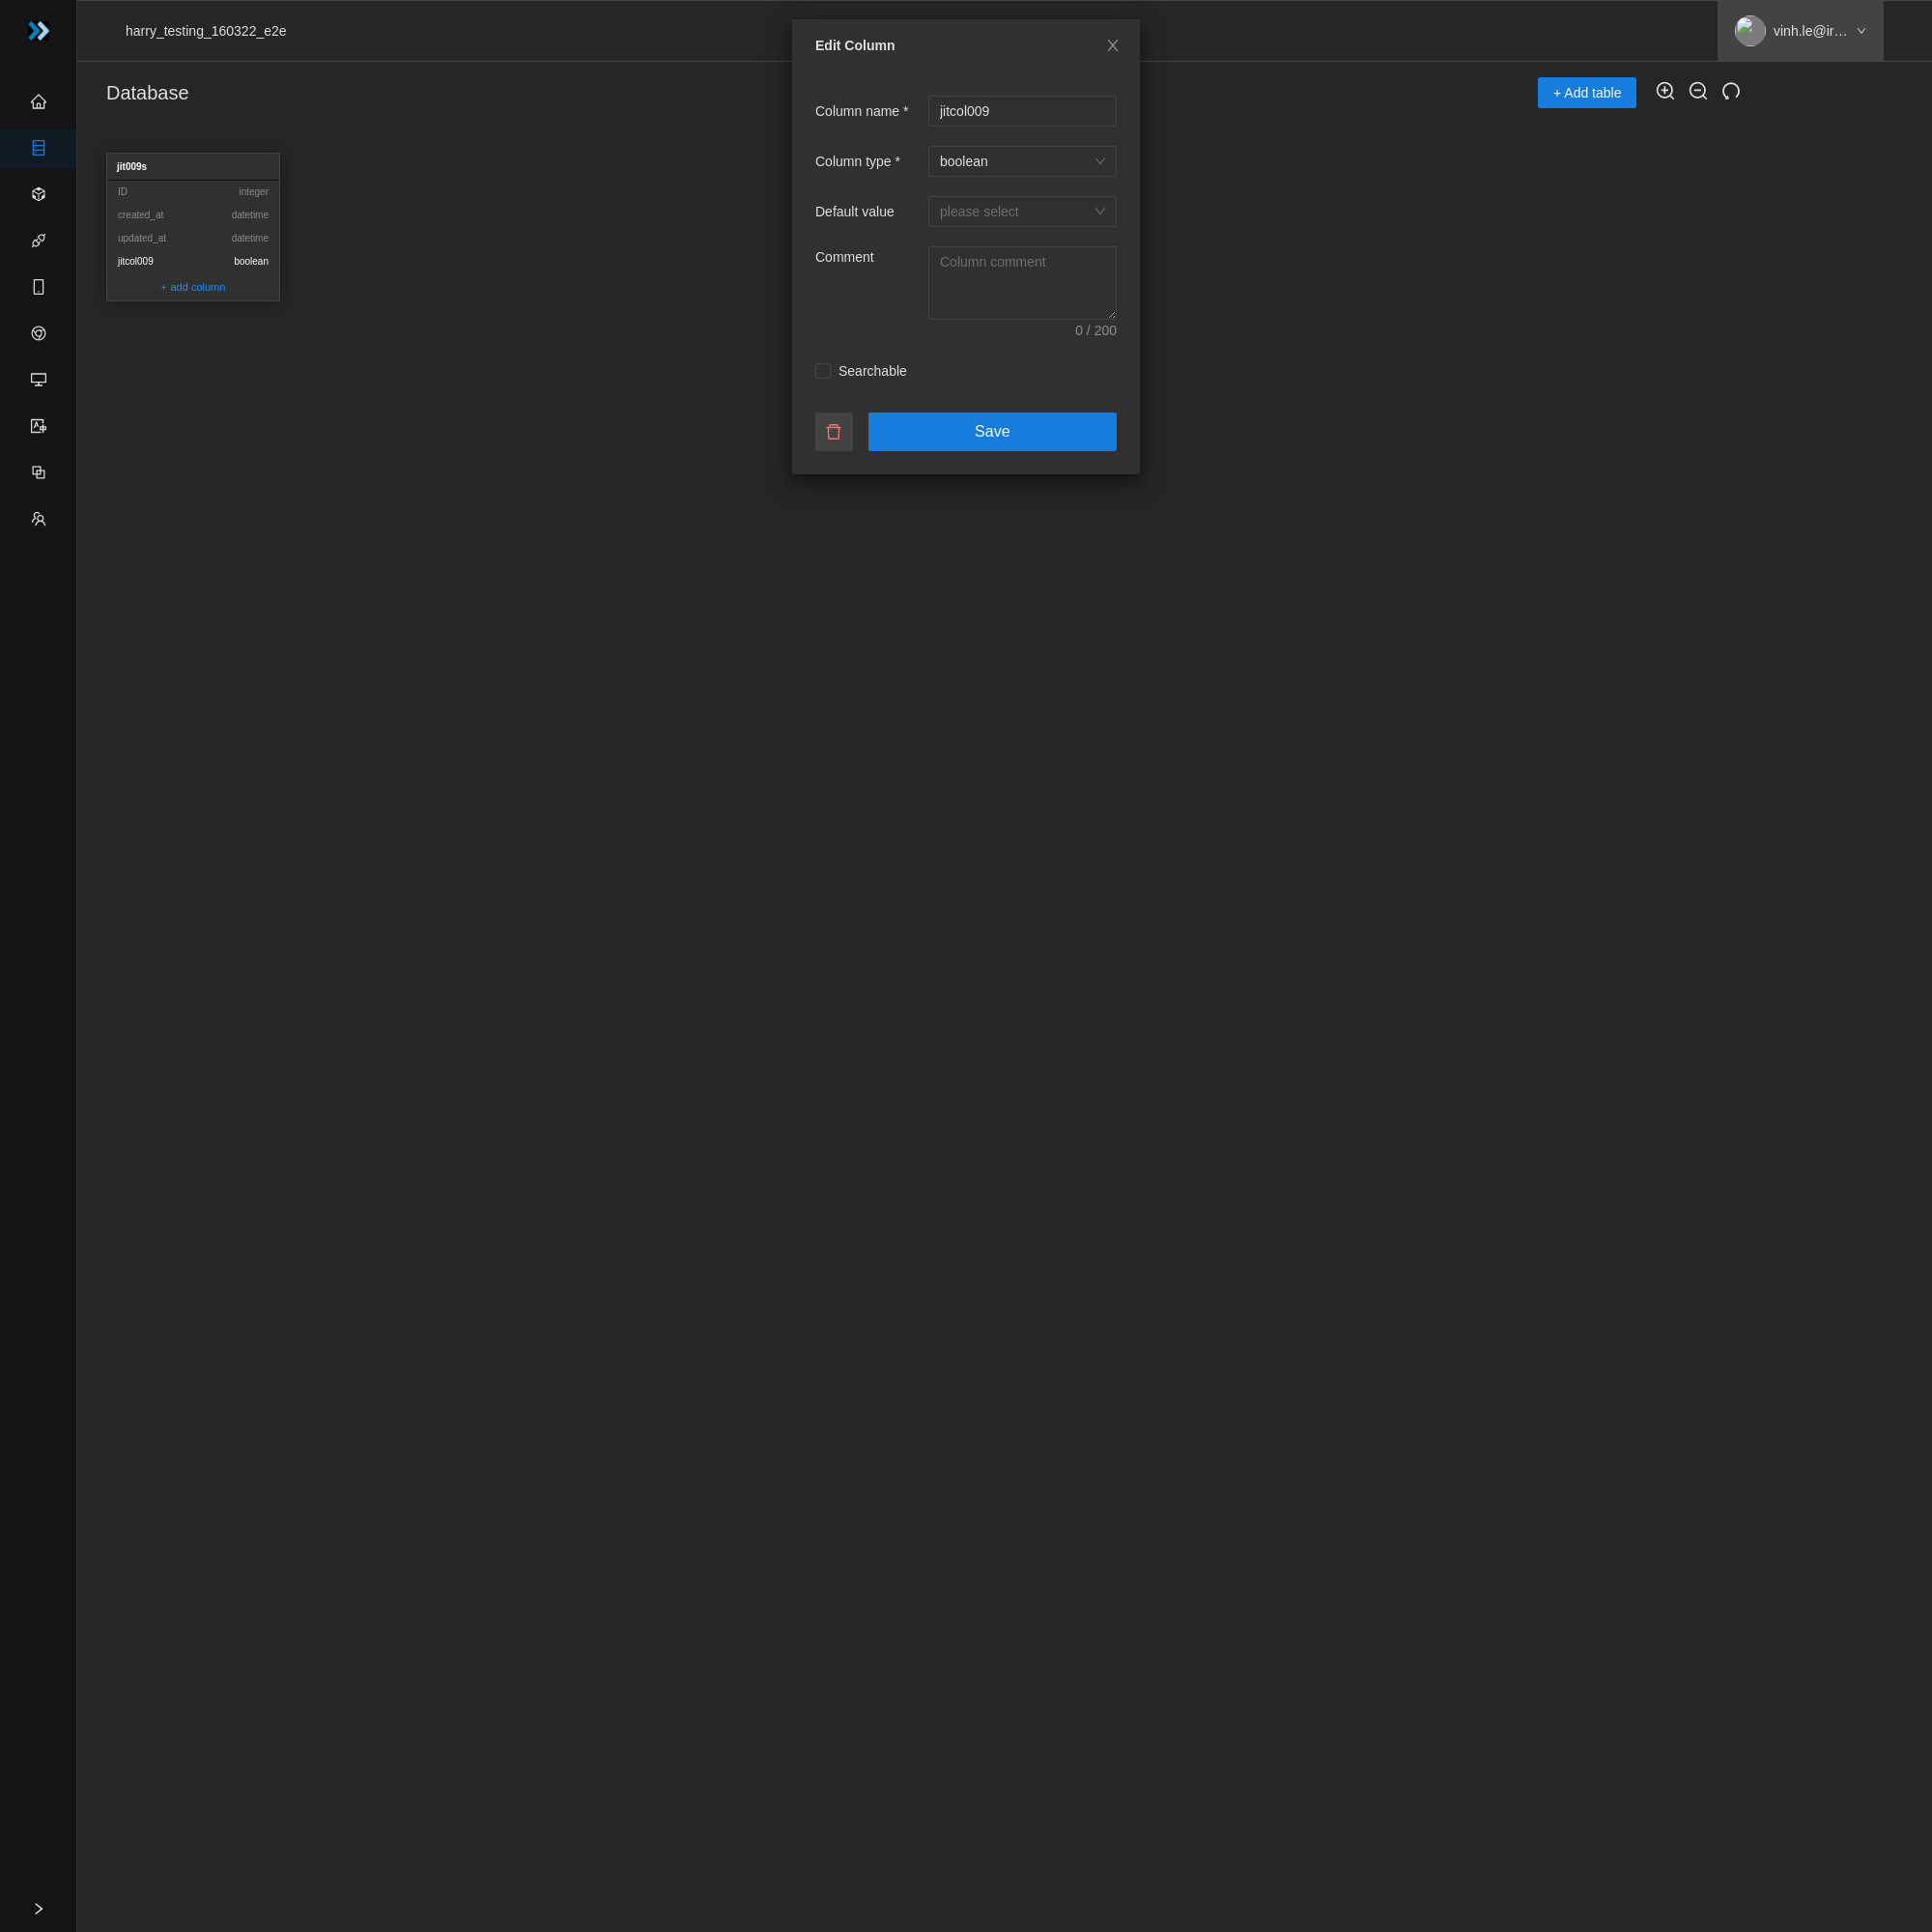 harry_testing_160322_e2e
vinh.le@ir…
Database
+ Add table
jit009s
ID integer
created_at datetime
updated_at datetime
jitcol009 boolean
+ add column
Edit Column
Column name * jitcol009
Column type * boolean
Default value please select
Comment Column comment
0 / 200
Searchable
Save